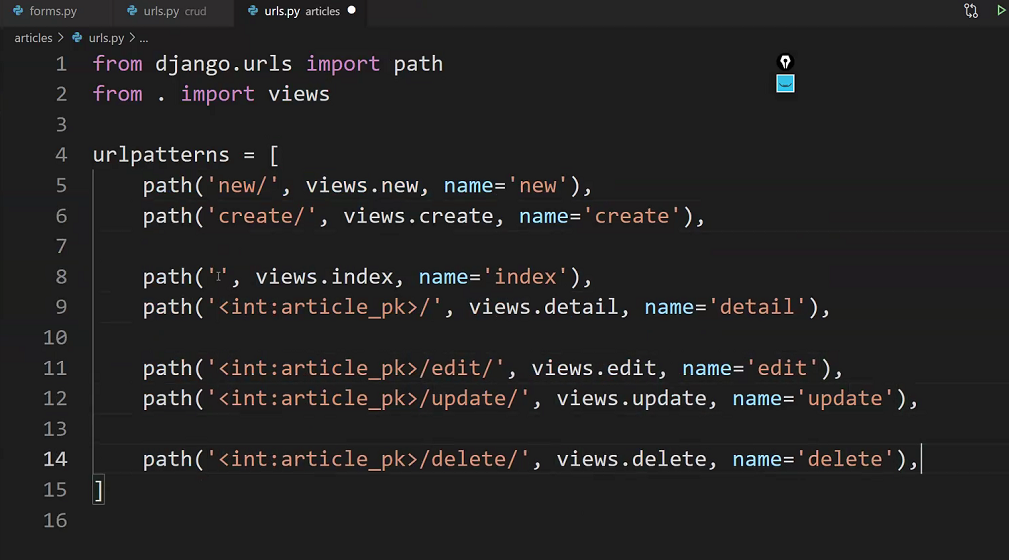 forms.py
urls.py crud
urls.py articles
articles > urls.py > ...
1 from django.urls import path
2 from . import views
3
4 urlpatterns = [
5 path('new/', views.new, name='new'),
6 path('create/', views.create, name='create'),
7
8 path('', views.index, name='index'),
9 path('<int:article_pk>/', views.detail, name='detail'),
10
11 path('<int:article_pk>/edit/', views.edit, name='edit'),
12 path('<int:article_pk>/update/', views.update, name='update'),
13
14 path('<int:article_pk>/delete/', views.delete, name='delete'),
15 ]
16